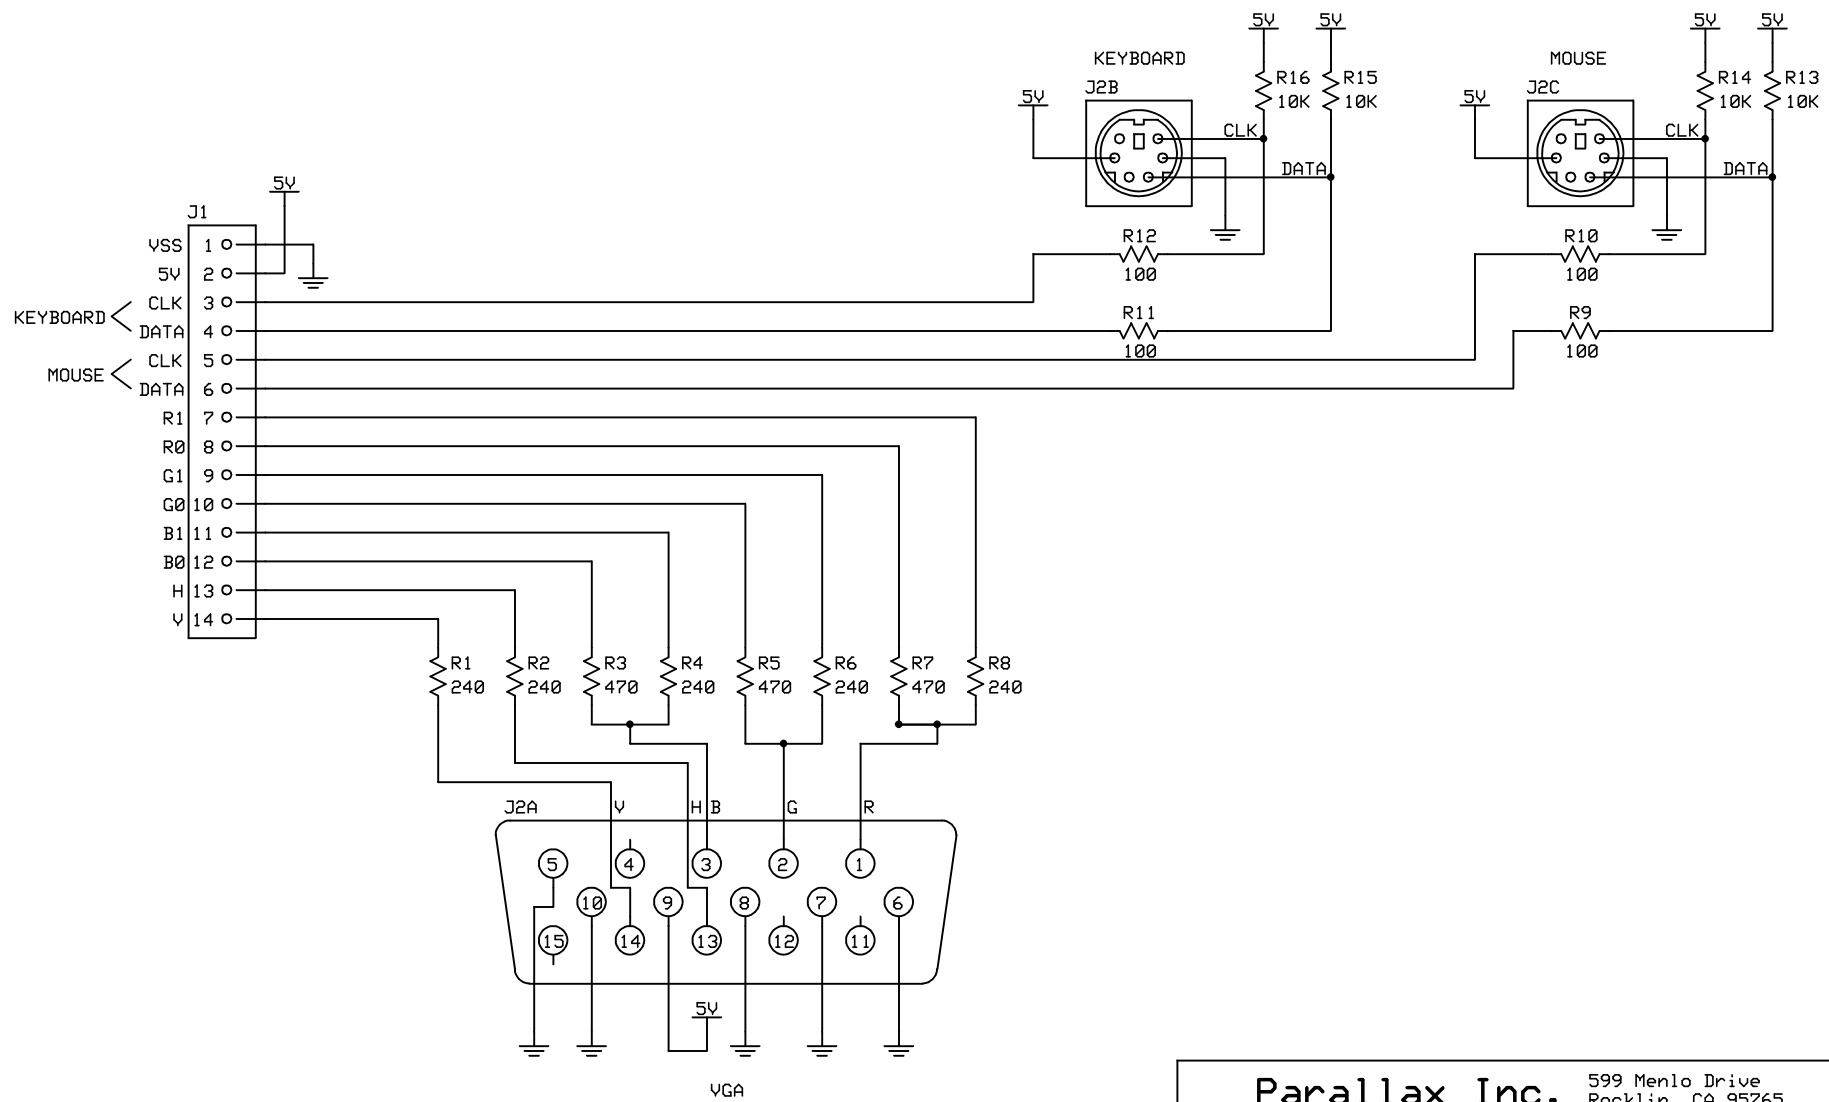 5V 5V 5V 5V
KEYBOARD MOUSE
J2B R16 R15 J2C R14 R13
5V 10K 10K 5V 10K 10K
CLK CLK
DATA DATA
5V
J1
VSS 1
5V 2
KEYBOARD
CLK 3
DATA 4
MOUSE
CLK 5
DATA 6
R1 7
R0 8
G1 9
G0 10
B1 11
B0 12
H 13
V 14
R12 R10
100 100
R11 R9
100 100
R1 R2 R3 R4 R5 R6 R7 R8
240 240 470 240 470 240 470 240
J2A V H B G R
5 4 3 2 1
10 9 8 7 6
15 14 13 12 11
5V
VGA
Parallax Inc.
599 Menlo Drive
Rocklin, CA 95765